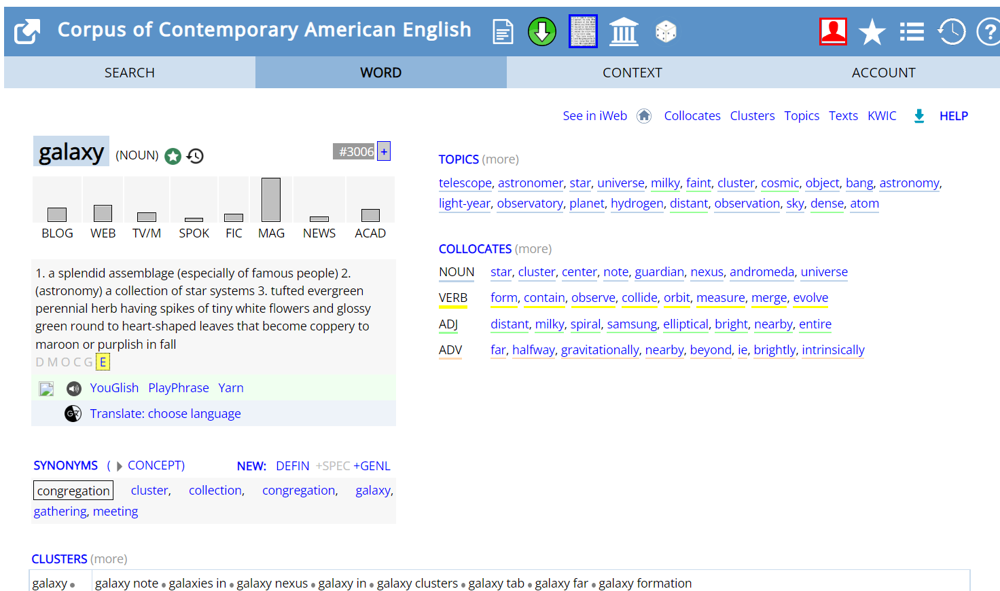 Corpus of Contemporary American English
SEARCH WORD CONTEXT ACCOUNT
See in iWeb Collocates Clusters Topics Texts KWIC HELP
galaxy (NOUN) #3006 +
BLOG WEB TV/M SPOK FIC MAG NEWS ACAD
1. a splendid assemblage (especially of famous people) 2.
(astronomy) a collection of star systems 3. tufted evergreen
perennial herb having spikes of tiny white flowers and glossy
green round to heart-shaped leaves that become coppery to
maroon or purplish in fall
D M O C G E
YouGlish PlayPhrase Yarn
Translate: choose language
SYNONYMS ( CONCEPT) NEW: DEFIN +SPEC +GENL
congregation cluster, collection, congregation, galaxy,
gathering, meeting
TOPICS (more)
telescope, astronomer, star, universe, milky, faint, cluster, cosmic, object, bang, astronomy,
light-year, observatory, planet, hydrogen, distant, observation, sky, dense, atom
COLLOCATES (more)
NOUN star, cluster, center, note, guardian, nexus, andromeda, universe
VERB form, contain, observe, collide, orbit, measure, merge, evolve
ADJ distant, milky, spiral, samsung, elliptical, bright, nearby, entire
ADV far, halfway, gravitationally, nearby, beyond, ie, brightly, intrinsically
CLUSTERS (more)
galaxy • galaxy note • galaxies in • galaxy nexus • galaxy in • galaxy clusters • galaxy tab • galaxy far • galaxy formation